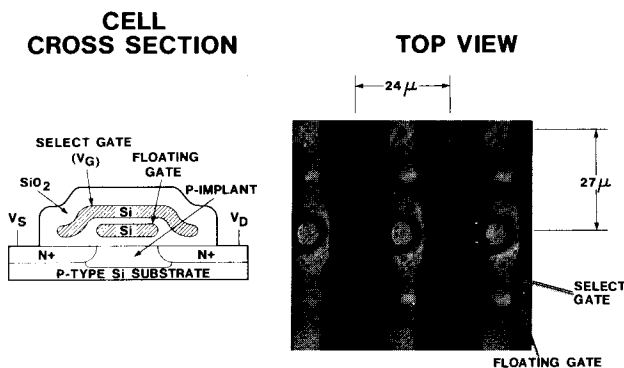 CELL
CROSS SECTION
TOP VIEW
24μ
SELECT GATE
(VG)
FLOATING
GATE
P-IMPLANT
SiO2
Si
VS
VD
Si
N+
N+
P-TYPE Si SUBSTRATE
27μ
SELECT
GATE
FLOATING GATE